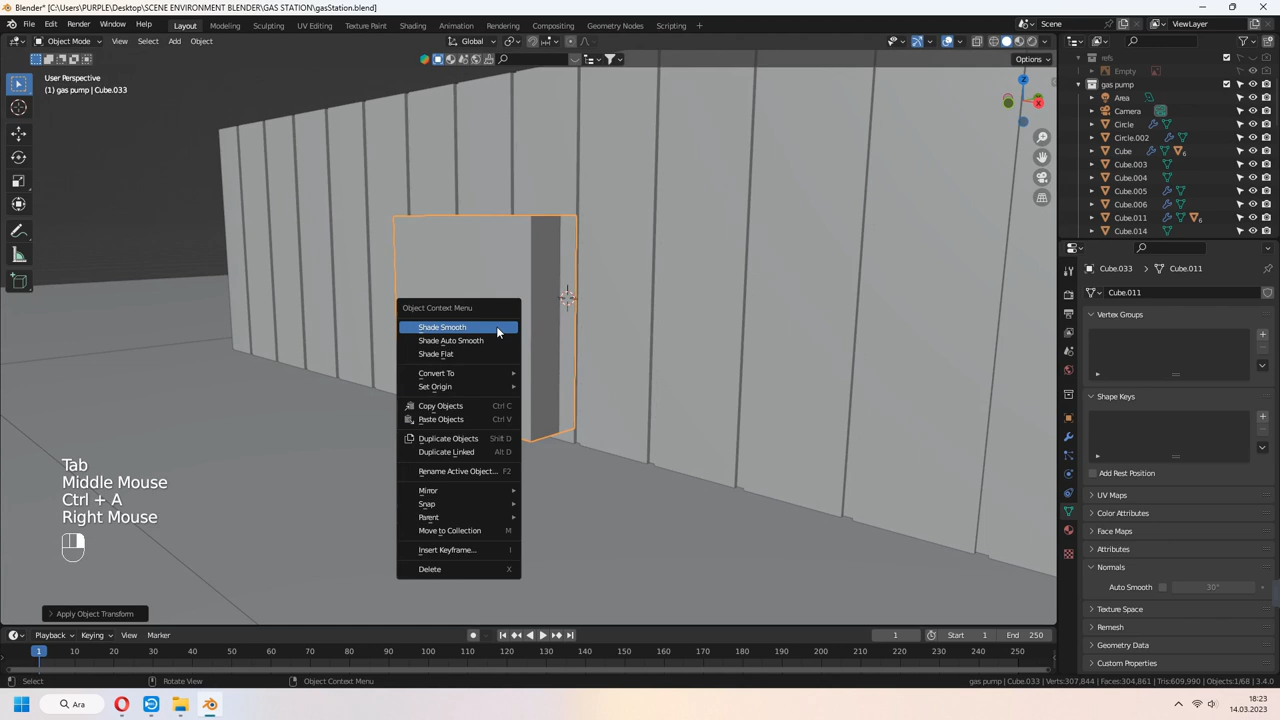 Blender* [C:\Users\PURPLE\Desktop\SCENE ENVIRONMENT BLENDER\GAS STATION\gasStation.blend]
File Edit Render Window Help Layout Modeling Sculpting UV Editing Texture Paint Shading Animation Rendering Compositing Geometry Nodes Scripting + Scene ViewLayer
Object Mode View Select Add Object Global
Options
User Perspective
(1) gas pump | Cube.033
Z
X
refs
Empty
gas pump
Area
Camera
Circle
Circle.002
Cube 6
Cube.003
Cube.004
Cube.005
Cube.006
Cube.011 6
Cube.014
Cube.033 Cube.011
Cube.011
Vertex Groups
Shape Keys
Add Rest Position
UV Maps
Color Attributes
Face Maps
Attributes
Normals
Auto Smooth 30°
Texture Space
Remesh
Geometry Data
Custom Properties
Object Context Menu
Shade Smooth
Shade Auto Smooth
Shade Flat
Convert To
Set Origin
Copy Objects Ctrl C
Paste Objects Ctrl V
Duplicate Objects Shift D
Duplicate Linked Alt D
Rename Active Object... F2
Mirror
Snap
Parent
Move to Collection M
Insert Keyframe... I
Delete X
Tab
Middle Mouse
Ctrl + A
Right Mouse
Apply Object Transform
Playback Keying View Marker 1 Start 1 End 250
1 10 20 30 40 50 60 70 80 90 100 110 120 130 140 150 160 170 180 190 200 210 220 230 240 250
Select Rotate View Object Context Menu gas pump | Cube.033 | Verts:307,844 | Faces:304,861 | Tris:609,990 | Objects:1/68 | 3.4.0
Ara
18:23
14.03.2023